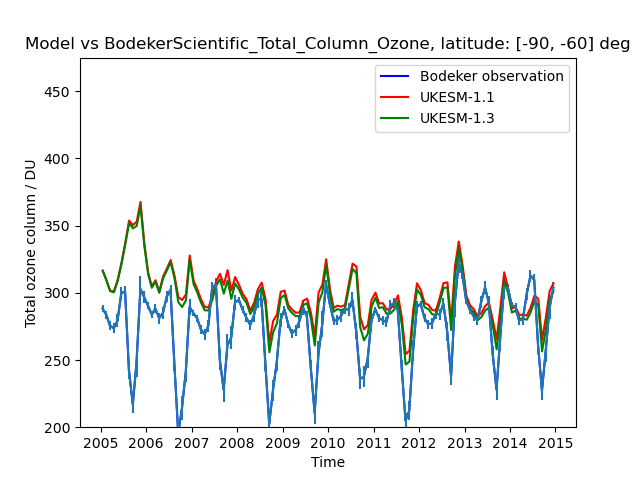 Model vs BodekerScientific_Total_Column_Ozone, latitude: [-90, -60] deg
Bodeker observation
UKESM-1.1
UKESM-1.3
Total ozone column / DU
450
400
350
300
250
200
2005 2006 2007 2008 2009 2010 2011 2012 2013 2014 2015
Time